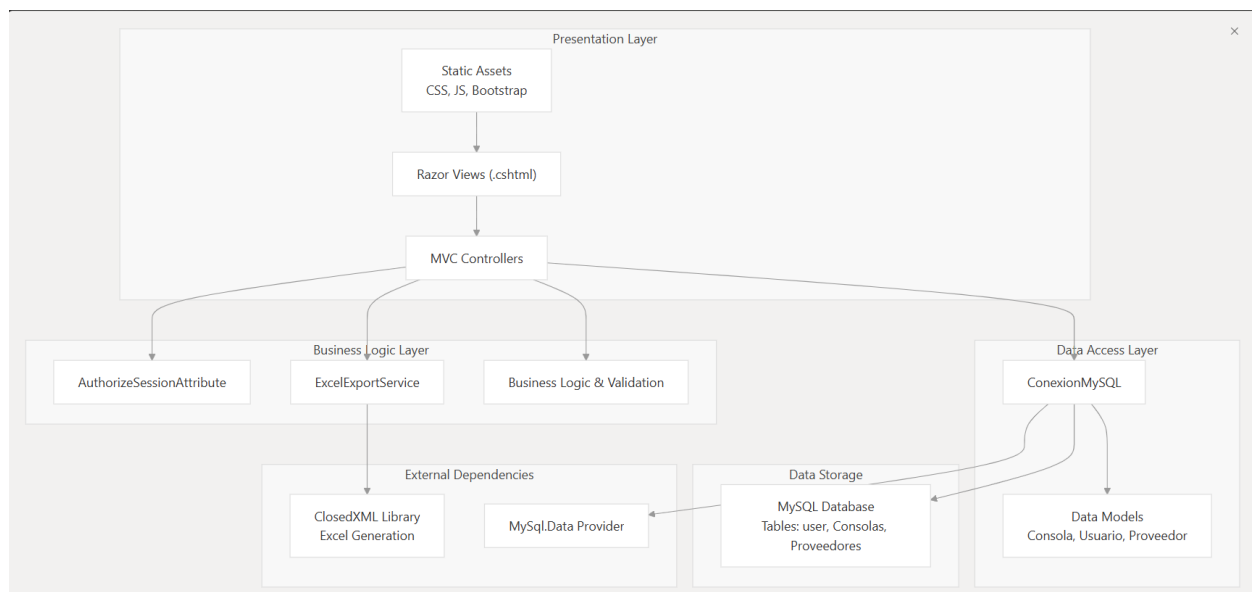 Presentation Layer
Static Assets
CSS, JS, Bootstrap
Razor Views (.cshtml)
MVC Controllers
Business Logic Layer
AuthorizeSessionAttribute
ExcelExportService
Business Logic & Validation
Data Access Layer
ConexionMySQL
External Dependencies
ClosedXML Library
Excel Generation
MySql.Data Provider
Data Storage
MySQL Database
Tables: user, Consolas,
Proveedores
Data Models
Consola, Usuario, Proveedor